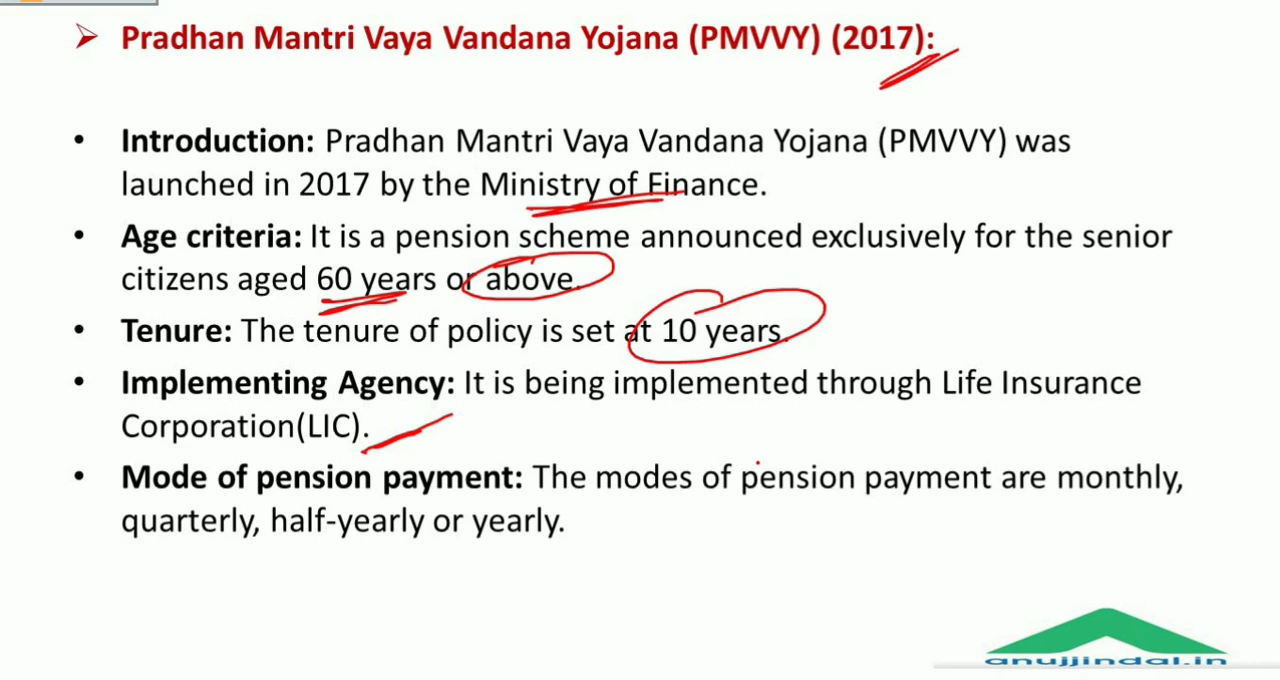 Pradhan Mantri Vaya Vandana Yojana (PMVVY) (2017):
• Introduction: Pradhan Mantri Vaya Vandana Yojana (PMVVY) was
launched in 2017 by the Ministry of Finance.
• Age criteria: It is a pension scheme announced exclusively for the senior
citizens aged 60 years or above.
• Tenure: The tenure of policy is set at 10 years.
• Implementing Agency: It is being implemented through Life Insurance
Corporation(LIC).
• Mode of pension payment: The modes of pension payment are monthly,
quarterly, half-yearly or yearly.
anujjindal.in